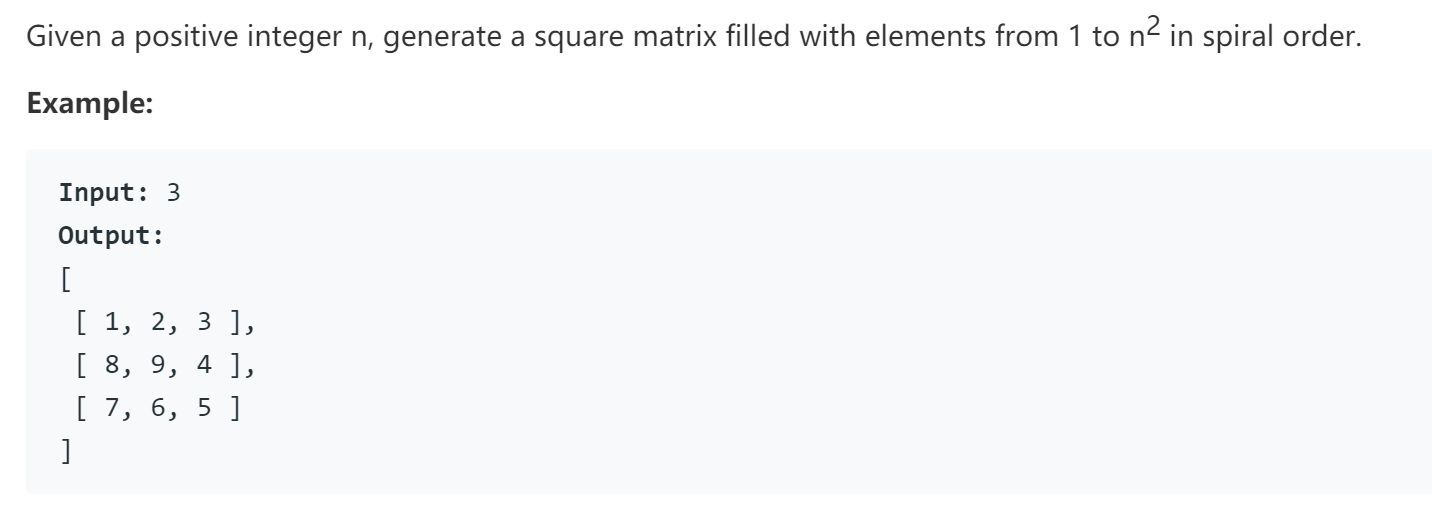 Given a positive integer n, generate a square matrix filled with elements from 1 to n² in spiral order.
Example:
Input: 3
Output:
[
[ 1, 2, 3 ],
[ 8, 9, 4 ],
[ 7, 6, 5 ]
]